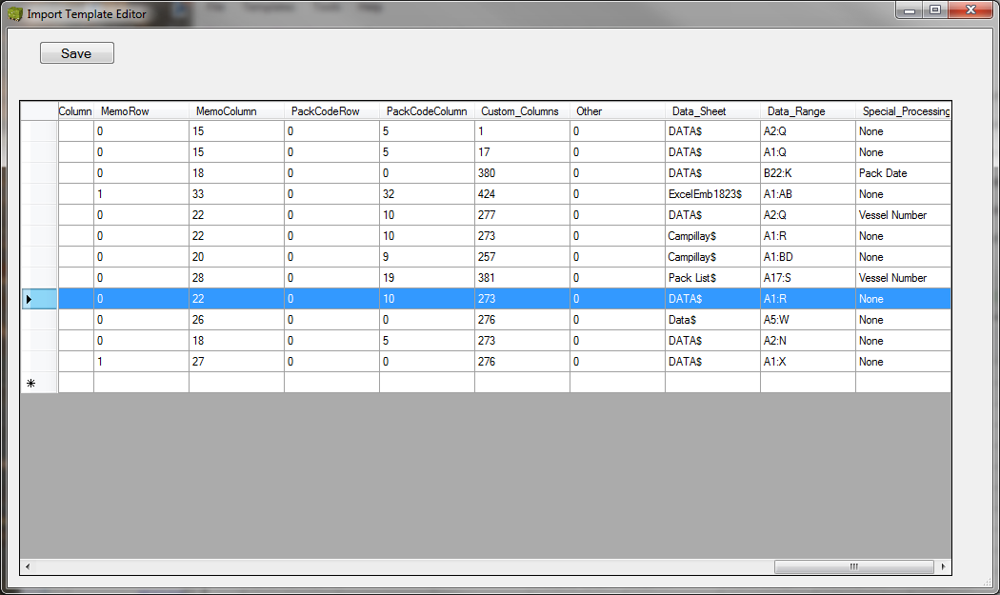 File Templates Tools Help
Import Template Editor
Save
Column MemoRow MemoColumn PackCodeRow PackCodeColumn Custom_Columns Other Data_Sheet Data_Range Special_Processing
0 15 0 5 1 0 DATA$ A2:Q None
0 15 0 5 17 0 DATA$ A1:Q None
0 18 0 0 380 0 DATA$ B22:K Pack Date
1 33 0 32 424 0 ExcelEmb1823$ A1:AB None
0 22 0 10 277 0 DATA$ A2:Q Vessel Number
0 22 0 10 273 0 Campillay$ A1:R None
0 20 0 9 257 0 Campillay$ A1:BD None
0 28 0 19 381 0 Pack List$ A17:S Vessel Number
0 22 0 10 273 0 DATA$ A1:R None
0 26 0 0 276 0 Data$ A5:W None
0 18 0 5 273 0 DATA$ A2:N None
1 27 0 0 276 0 DATA$ A1:X None